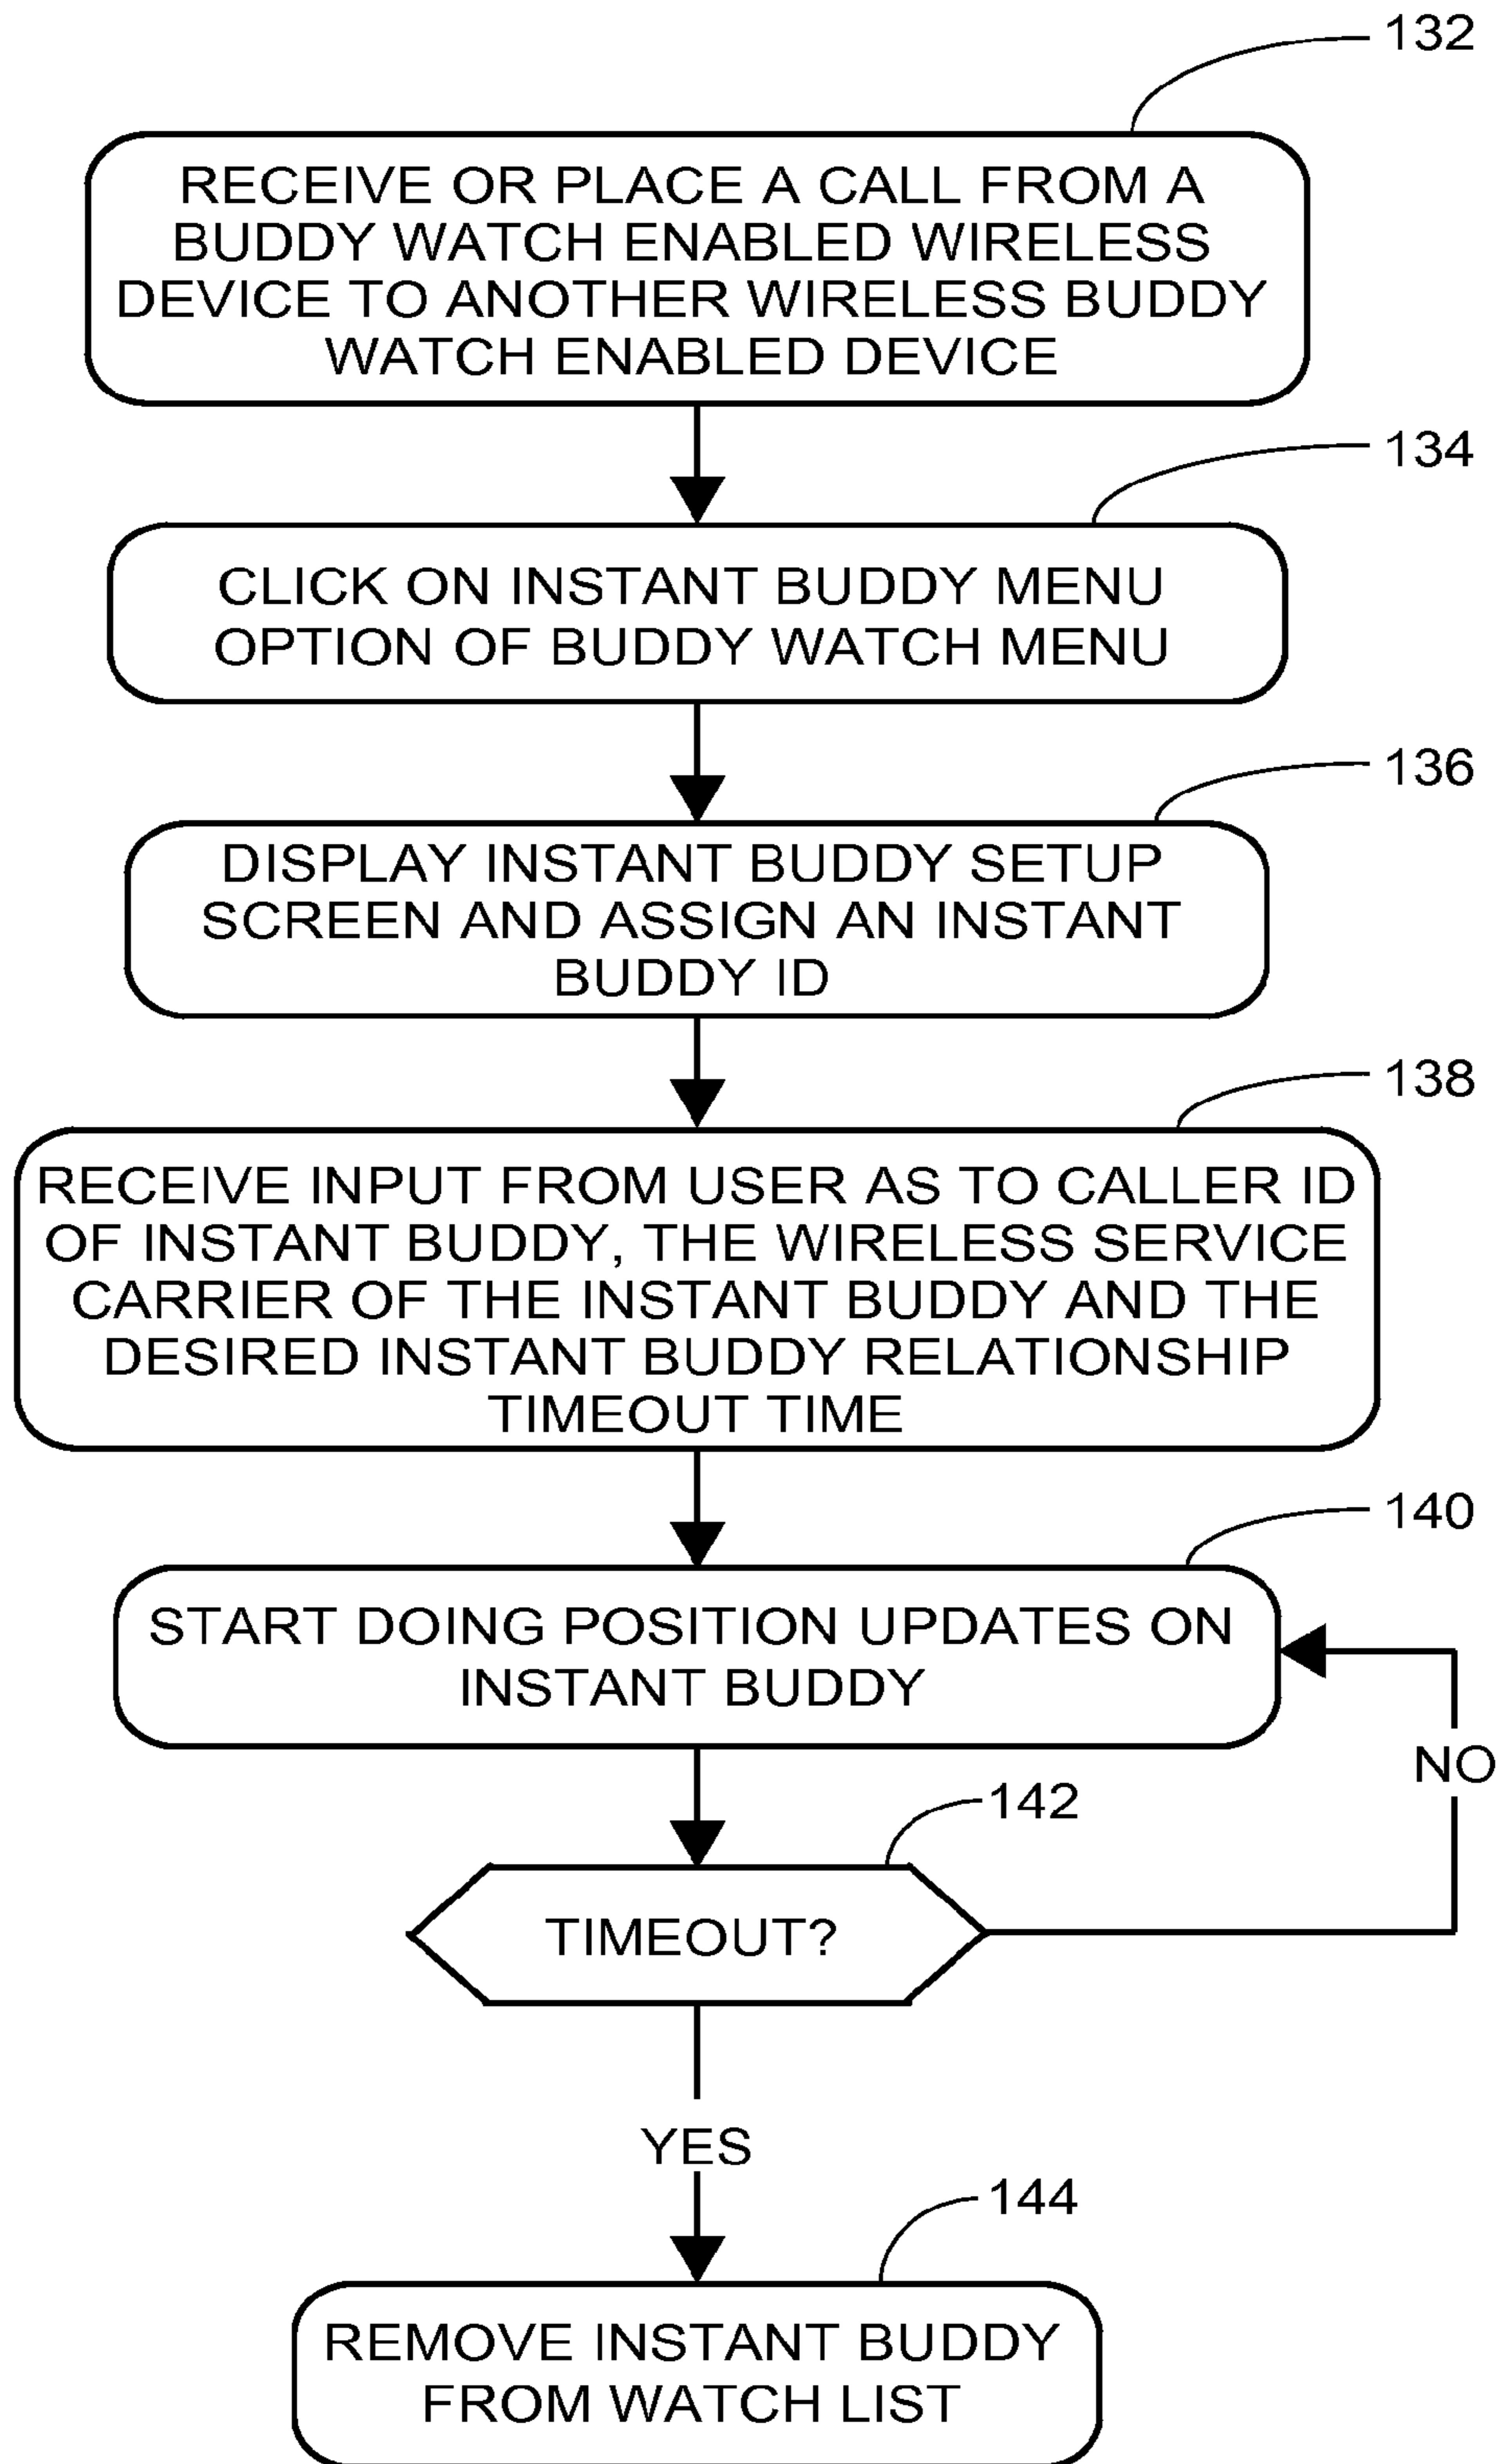 132
RECEIVE OR PLACE A CALL FROM A
BUDDY WATCH ENABLED WIRELESS
DEVICE TO ANOTHER WIRELESS BUDDY
WATCH ENABLED DEVICE
134
CLICK ON INSTANT BUDDY MENU
OPTION OF BUDDY WATCH MENU
136
DISPLAY INSTANT BUDDY SETUP
SCREEN AND ASSIGN AN INSTANT
BUDDY ID
138
RECEIVE INPUT FROM USER AS TO CALLER ID
OF INSTANT BUDDY, THE WIRELESS SERVICE
CARRIER OF THE INSTANT BUDDY AND THE
DESIRED INSTANT BUDDY RELATIONSHIP
TIMEOUT TIME
140
START DOING POSITION UPDATES ON
INSTANT BUDDY
NO
142
TIMEOUT?
YES
144
REMOVE INSTANT BUDDY
FROM WATCH LIST